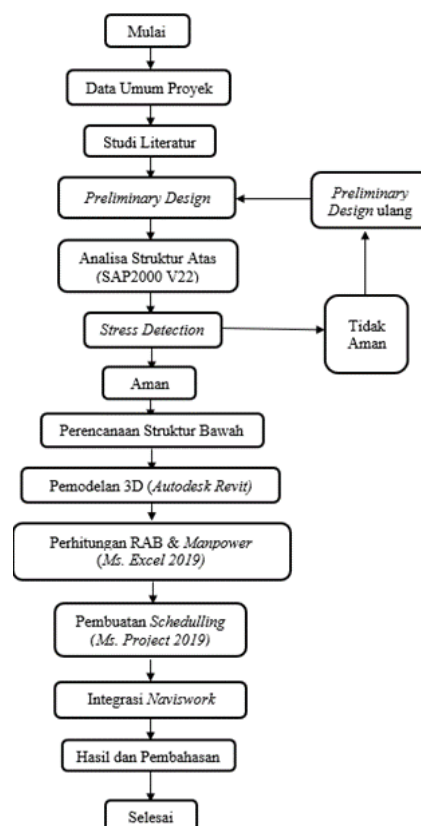 Mulai
Data Umum Proyek
Studi Literatur
Preliminary Design
Preliminary
Design ulang
Analisa Struktur Atas
(SAP2000 V22)
Stress Detection
Tidak
Aman
Aman
Perencanaan Struktur Bawah
Pemodelan 3D (Autodesk Revit)
Perhitungan RAB & Manpower
(Ms. Excel 2019)
Pembuatan Schedulling
(Ms. Project 2019)
Integrasi Naviswork
Hasil dan Pembahasan
Selesai